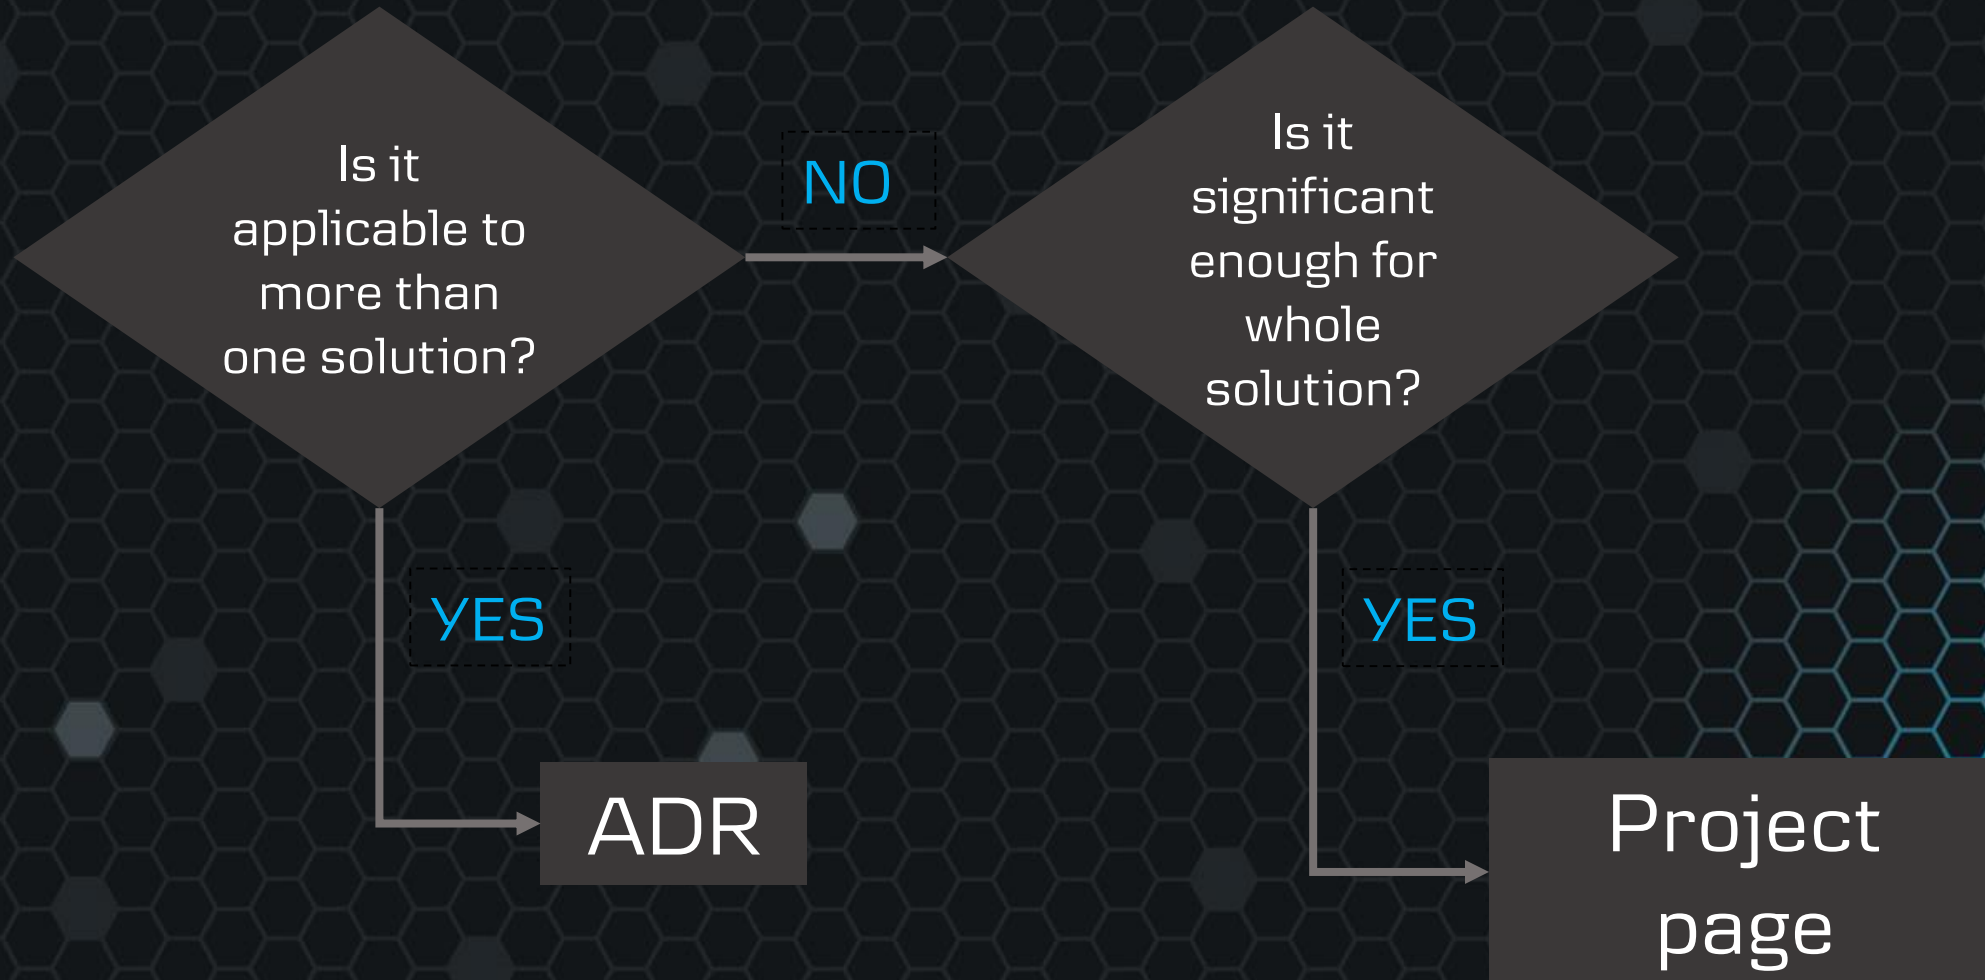 Is it
applicable to
more than
one solution?
NO
Is it
significant
enough for
whole
solution?
YES
YES
ADR
Project
page